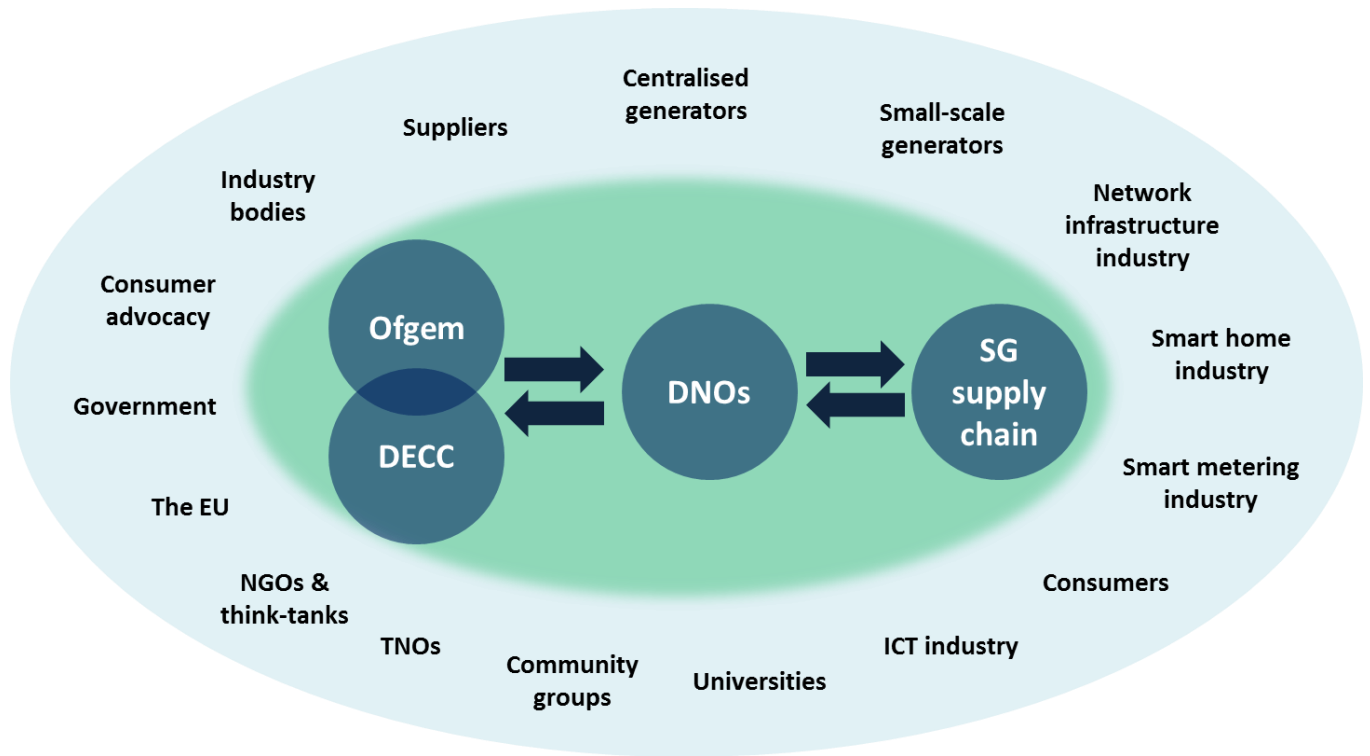 Centralised
generators
Suppliers
Small-scale
generators
Industry
bodies
Network
infrastructure
industry
Consumer
advocacy
Ofgem
SG
supply
chain
Smart home
industry
DNOs
Government
DECC
Smart metering
industry
The EU
NGOs &
think-tanks
Consumers
TNOs
ICT industry
Community
groups
Universities